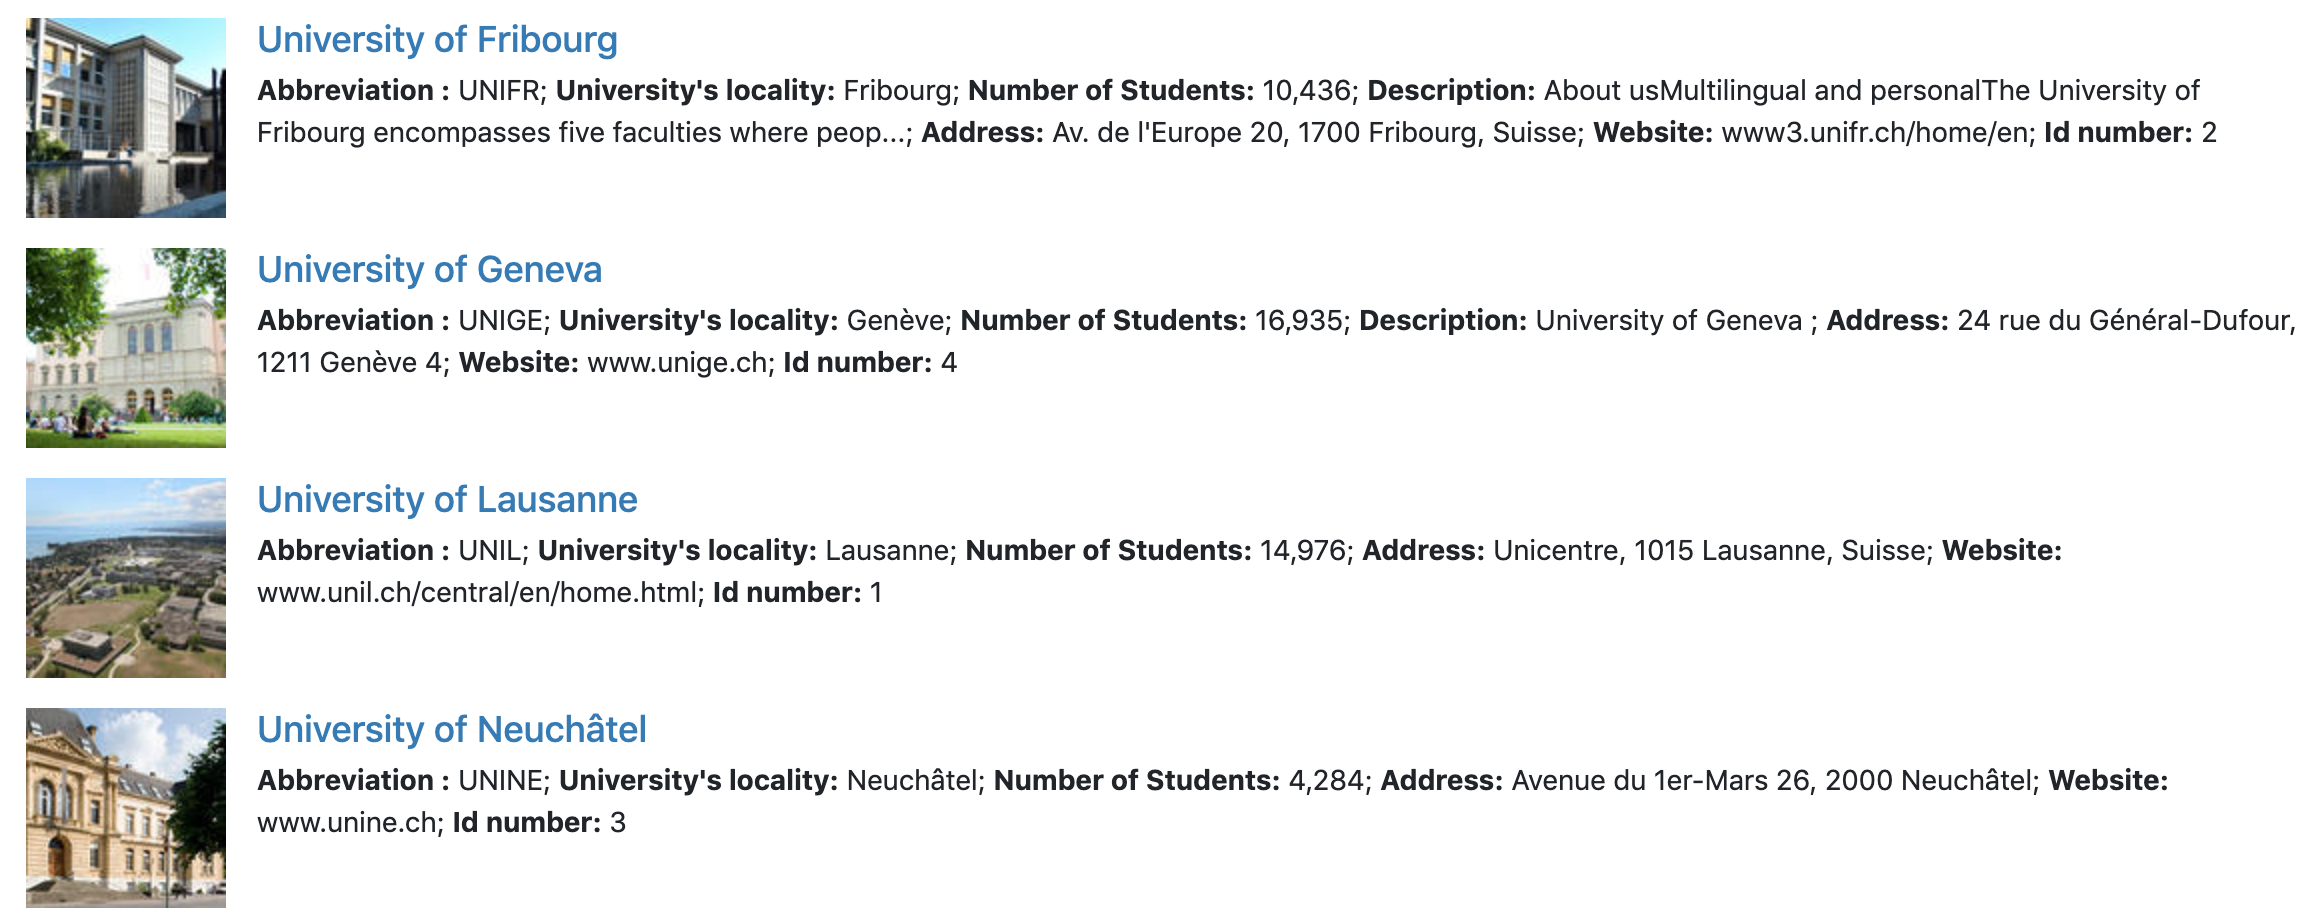 University of Fribourg
Abbreviation : UNIFR; University's locality: Fribourg; Number of Students: 10,436; Description: About usMultilingual and personalThe University of
Fribourg encompasses five faculties where peop...; Address: Av. de l'Europe 20, 1700 Fribourg, Suisse; Website: www3.unifr.ch/home/en; Id number: 2
University of Geneva
Abbreviation : UNIGE; University's locality: Genève; Number of Students: 16,935; Description: University of Geneva ; Address: 24 rue du Général-Dufour,
1211 Genève 4; Website: www.unige.ch; Id number: 4
University of Lausanne
Abbreviation : UNIL; University's locality: Lausanne; Number of Students: 14,976; Address: Unicentre, 1015 Lausanne, Suisse; Website:
www.unil.ch/central/en/home.html; Id number: 1
University of Neuchâtel
Abbreviation : UNINE; University's locality: Neuchâtel; Number of Students: 4,284; Address: Avenue du 1er-Mars 26, 2000 Neuchâtel; Website:
www.unine.ch; Id number: 3